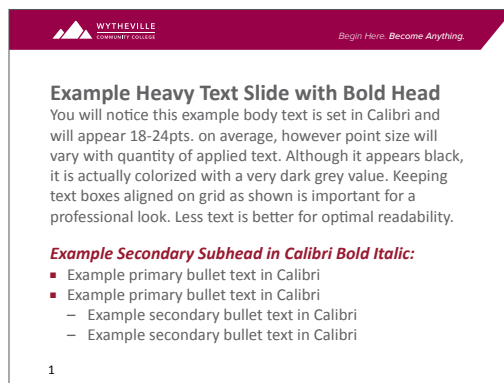 WYTHEVILLE
COMMUNITY COLLEGE
Begin Here. Become Anything.
Example Heavy Text Slide with Bold Head
You will notice this example body text is set in Calibri and
will appear 18-24pts. on average, however point size will
vary with quantity of applied text. Although it appears black,
it is actually colorized with a very dark grey value. Keeping
text boxes aligned on grid as shown is important for a
professional look. Less text is better for optimal readability.
Example Secondary Subhead in Calibri Bold Italic:
▪ Example primary bullet text in Calibri
▪ Example primary bullet text in Calibri
– Example secondary bullet text in Calibri
– Example secondary bullet text in Calibri
1